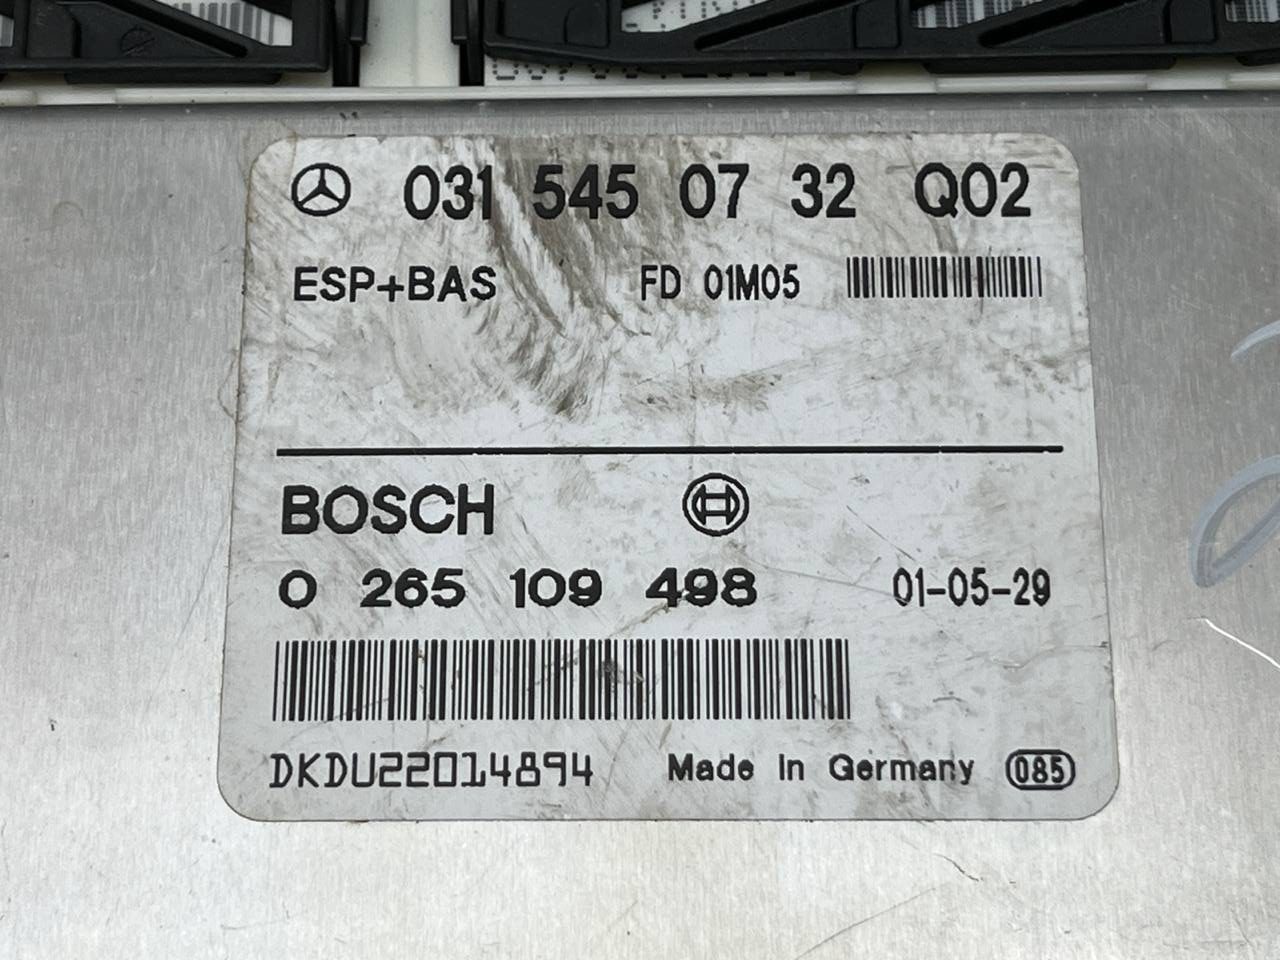 031 545 07 32 Q02
ESP+BAS FD 01M05
BOSCH
0 265 109 498 01-05-29
DKDU22014894 Made in Germany 085